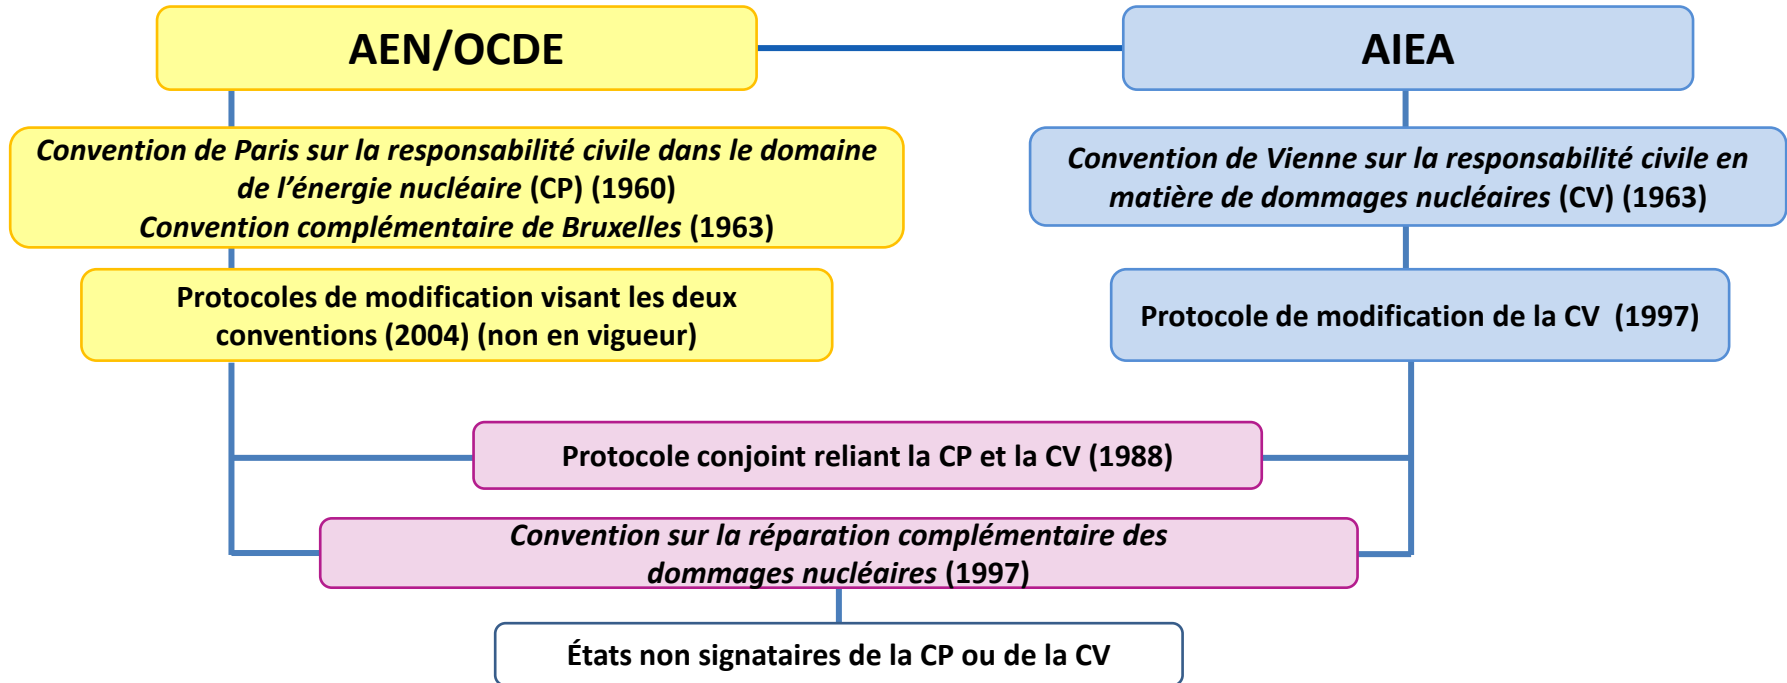 AEN/OCDE
AIEA
Convention de Paris sur la responsabilité civile dans le domaine
de l'énergie nucléaire (CP) (1960)
Convention complémentaire de Bruxelles (1963)
Convention de Vienne sur la responsabilité civile en
matière de dommages nucléaires (CV) (1963)
Protocoles de modification visant les deux
conventions (2004) (non en vigueur)
Protocole de modification de la CV (1997)
Protocole conjoint reliant la CP et la CV (1988)
Convention sur la réparation complémentaire des
dommages nucléaires (1997)
États non signataires de la CP ou de la CV